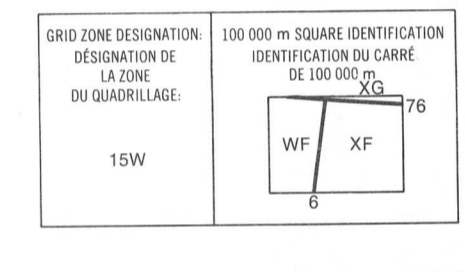 GRID ZONE DESIGNATION:
DÉSIGNATION DE
LA ZONE
DU QUADRILLAGE:
15W
100 000 m SQUARE IDENTIFICATION
IDENTIFICATION DU CARRÉ
DE 100 000 m
XG
76
WF
XF
6